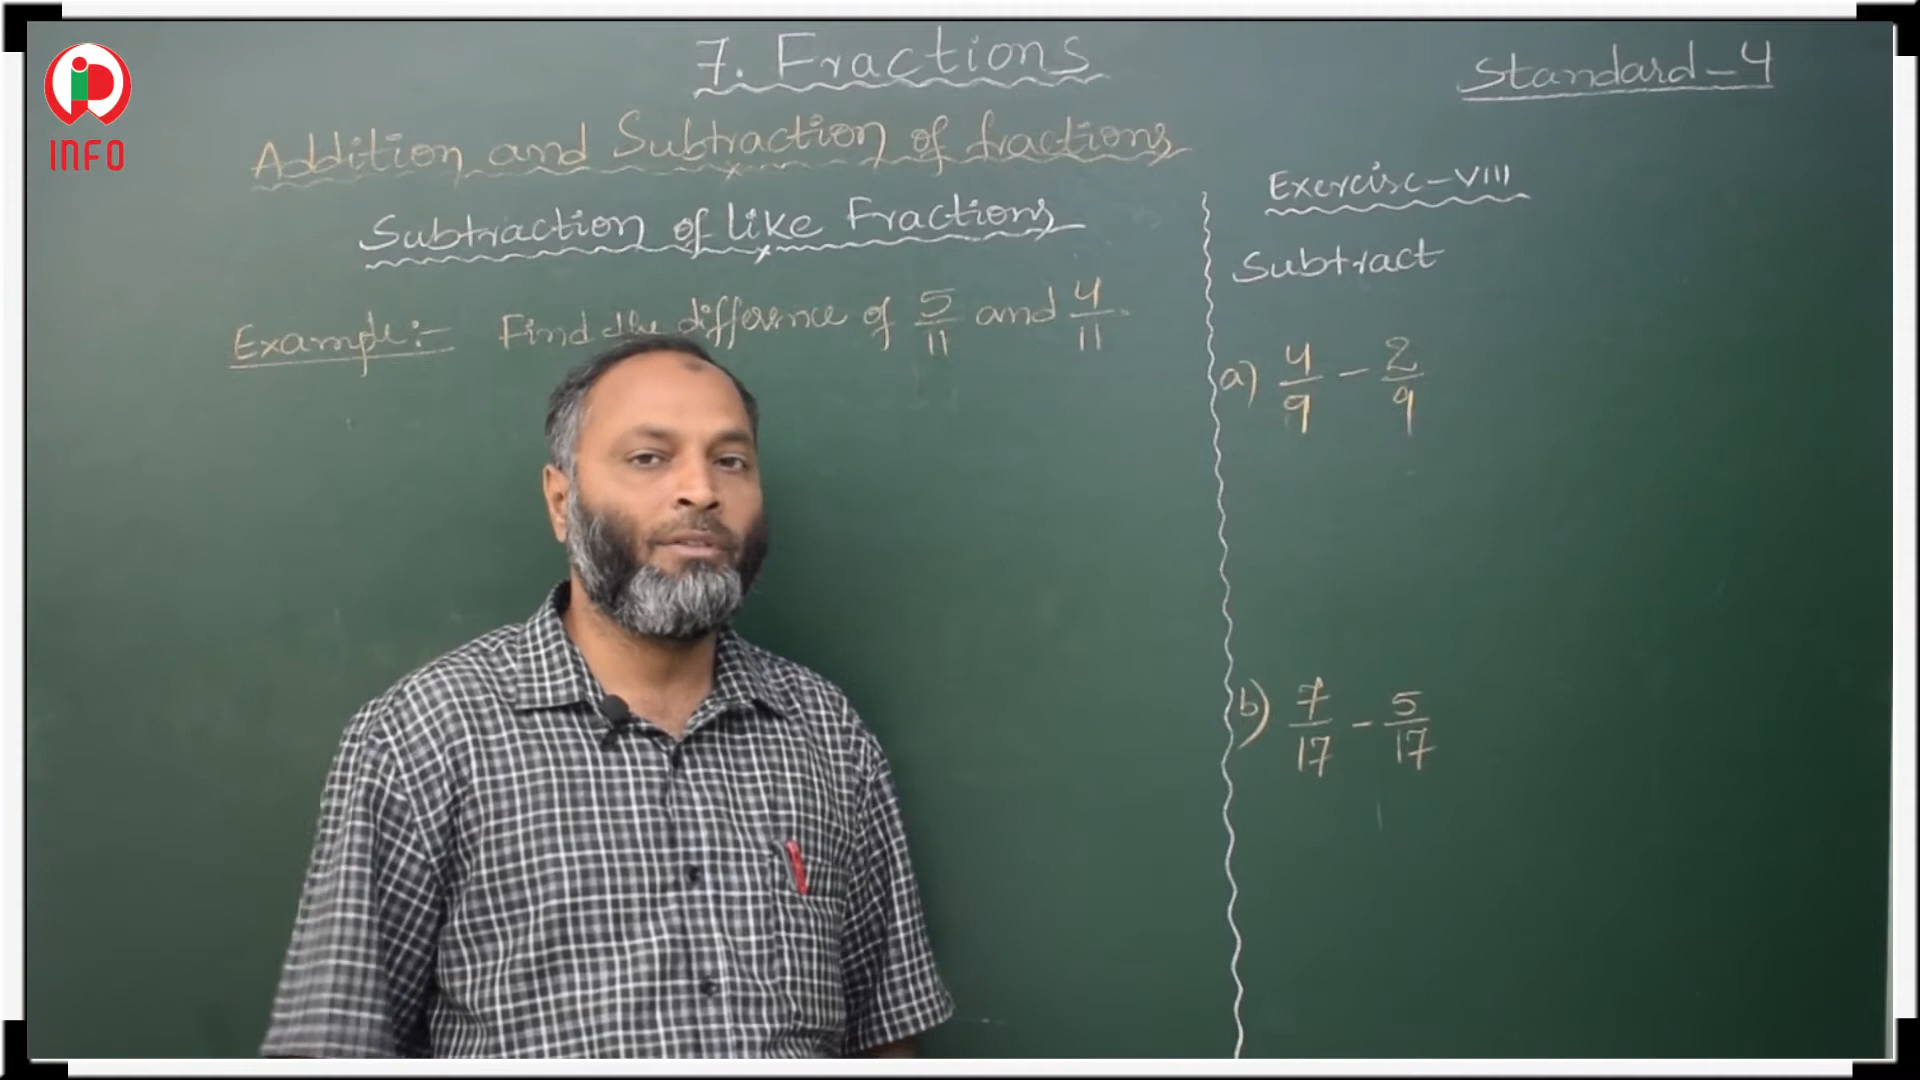 INFO
7. Fractions
Standard-4
Addition and Subtraction of fractions
Subtraction of like Fractions
Example:- Find the difference of 5/11 and 4/11.
Exercise-VIII
Subtract
a) 4/9 - 2/9
b) 7/17 - 5/17